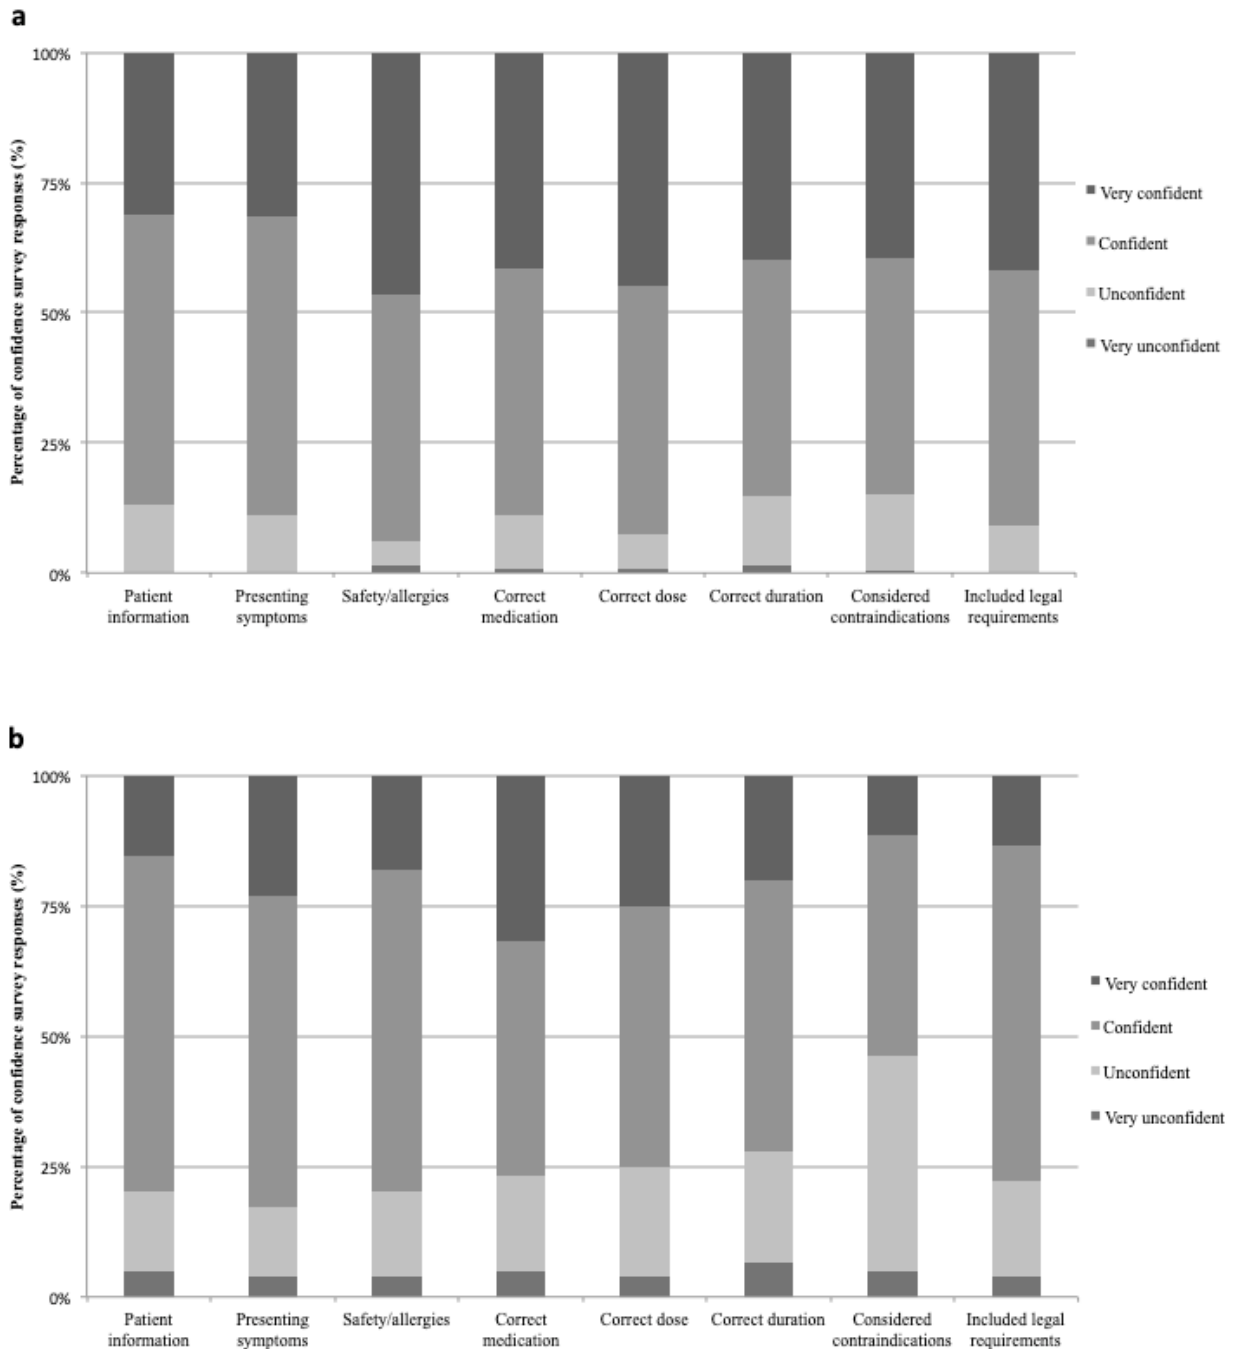 a
100%
75%
50%
25%
0%
Percentage of confidence survey responses (%)
Patient
information
Presenting
symptoms
Safety/allergies
Correct
medication
Correct dose
Correct duration
Considered
contraindications
Included legal
requirements
Very confident
Confident
Unconfident
Very unconfident
b
100%
75%
50%
25%
0%
Percentage of confidence survey responses (%)
Patient
information
Presenting
symptoms
Safety/allergies
Correct
medication
Correct dose
Correct duration
Considered
contraindications
Included legal
requirements
Very confident
Confident
Unconfident
Very unconfident